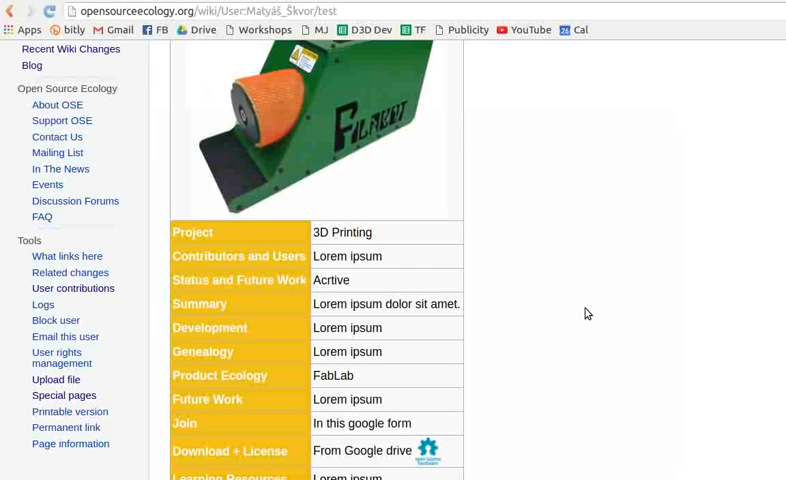 opensourceecology.org/wiki/User:Matyáš_Škvor/test
Apps bitly Gmail FB Drive Workshops MJ D3D Dev TF Publicity YouTube 26 Cal
Recent Wiki Changes
Blog
Open Source Ecology
About OSE
Support OSE
Contact Us
Mailing List
In The News
Events
Discussion Forums
FAQ
Tools
What links here
Related changes
User contributions
Logs
Block user
Email this user
User rights
management
Upload file
Special pages
Printable version
Permanent link
Page information
FILABOT
Project 3D Printing
Contributors and Users Lorem ipsum
Status and Future Work Acrtive
Summary Lorem ipsum dolor sit amet.
Development Lorem ipsum
Genealogy Lorem ipsum
Product Ecology FabLab
Future Work Lorem ipsum
Join In this google form
Download + License From Google drive open source hardware
Learning Resources Lorem ipsum